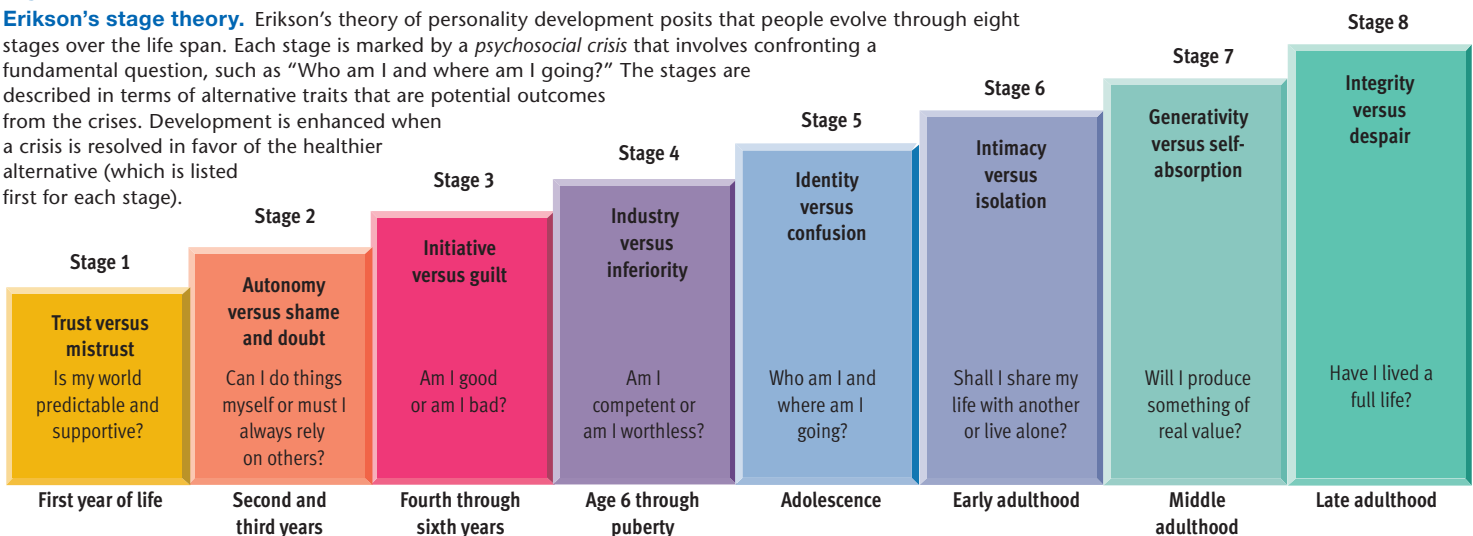 Erikson's stage theory. Erikson's theory of personality development posits that people evolve through eight
stages over the life span. Each stage is marked by a psychosocial crisis that involves confronting a
fundamental question, such as “Who am I and where am I going?” The stages are
described in terms of alternative traits that are potential outcomes
from the crises. Development is enhanced when
a crisis is resolved in favor of the healthier
alternative (which is listed
first for each stage).
Stage 1
Trust versus
mistrust
Is my world
predictable and
supportive?
First year of life
Stage 2
Autonomy
versus shame
and doubt
Can I do things
myself or must I
always rely
on others?
Second and
third years
Stage 3
Initiative
versus guilt
Am I good
or am I bad?
Fourth through
sixth years
Stage 4
Industry
versus
inferiority
Am I
competent or
am I worthless?
Age 6 through
puberty
Stage 5
Identity
versus
confusion
Who am I and
where am I
going?
Adolescence
Stage 6
Intimacy
versus
isolation
Shall I share my
life with another
or live alone?
Early adulthood
Stage 7
Generativity
versus self-
absorption
Will I produce
something of
real value?
Middle
adulthood
Stage 8
Integrity
versus
despair
Have I lived a
full life?
Late adulthood